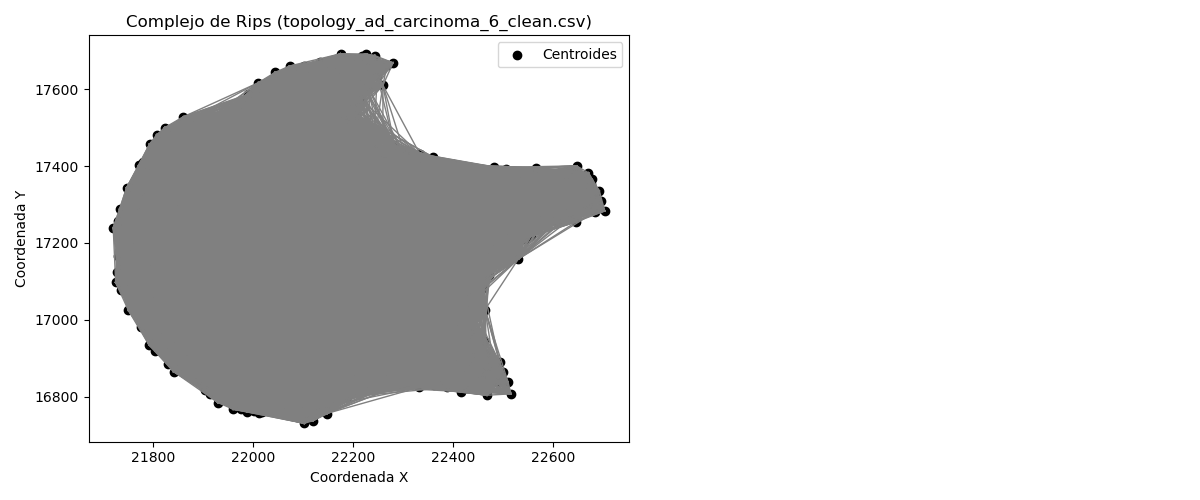 Complejo de Rips (topology_ad_carcinoma_6_clean.csv)
Centroides
17600
17400
17200
17000
16800
Coordenada Y
21800 22000 22200 22400 22600
Coordenada X